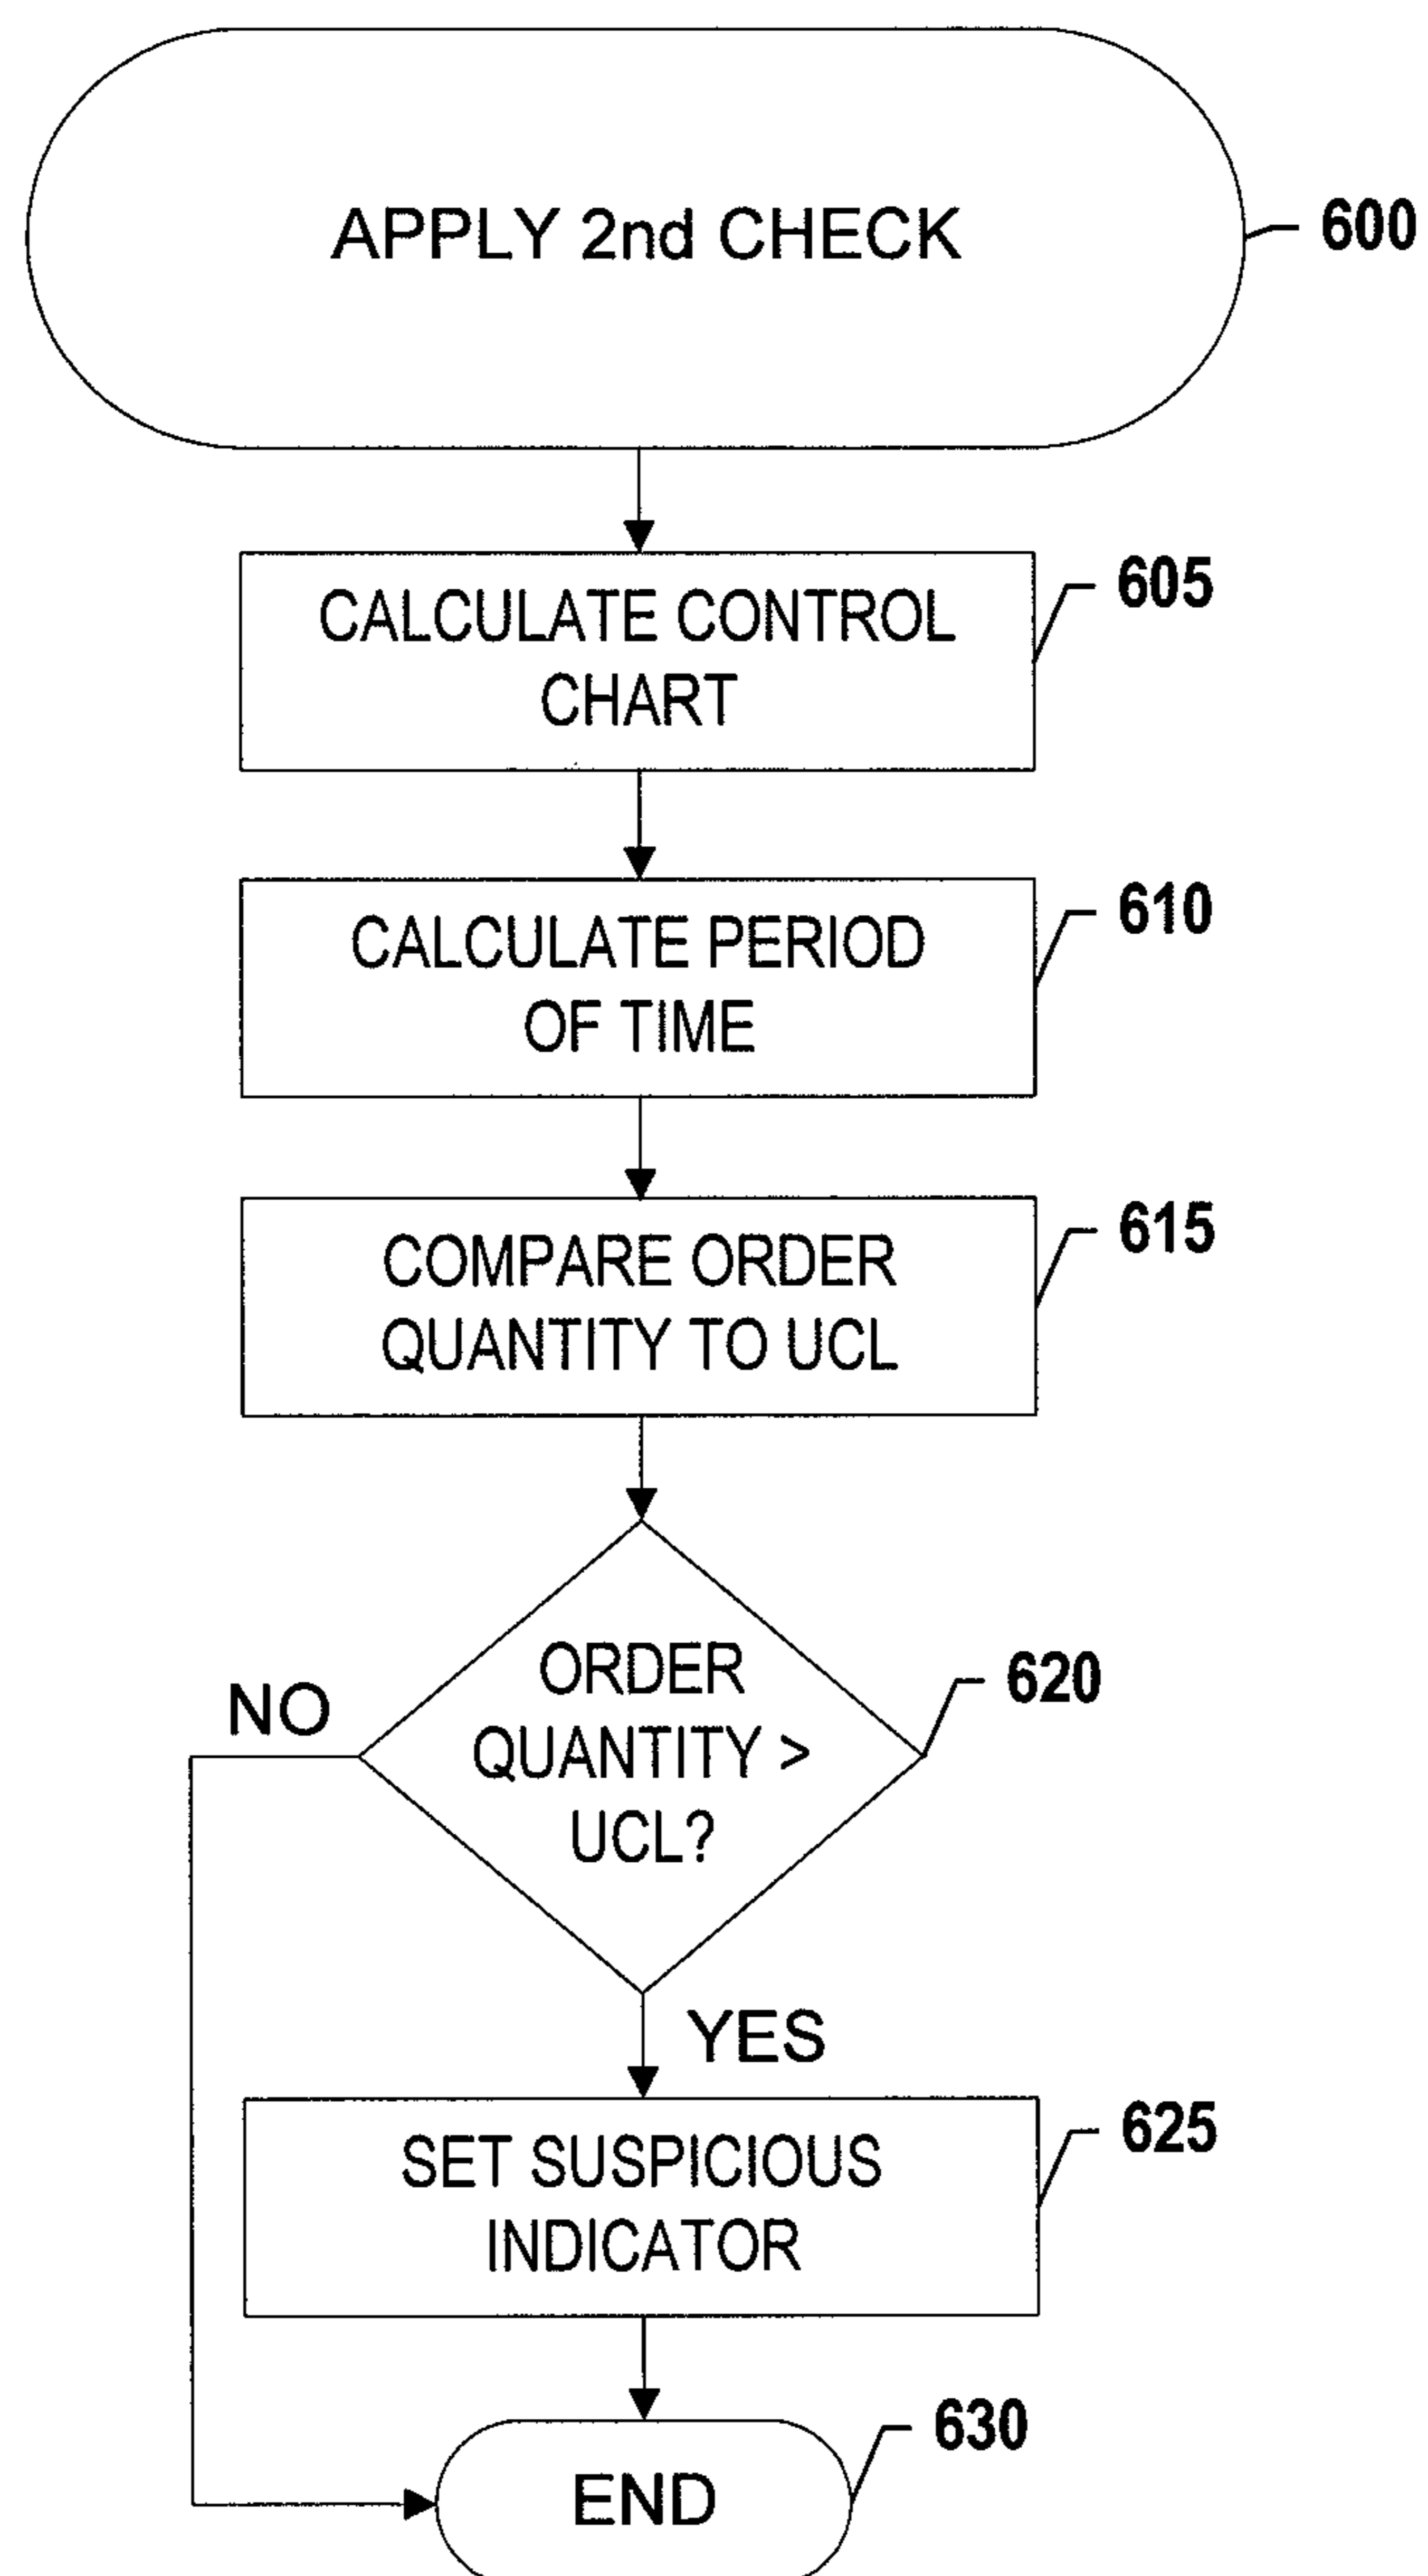 APPLY 2nd CHECK
600
CALCULATE CONTROL
CHART
605
CALCULATE PERIOD
OF TIME
610
COMPARE ORDER
QUANTITY TO UCL
615
ORDER
QUANTITY >
UCL?
620
NO
YES
SET SUSPICIOUS
INDICATOR
625
END
630